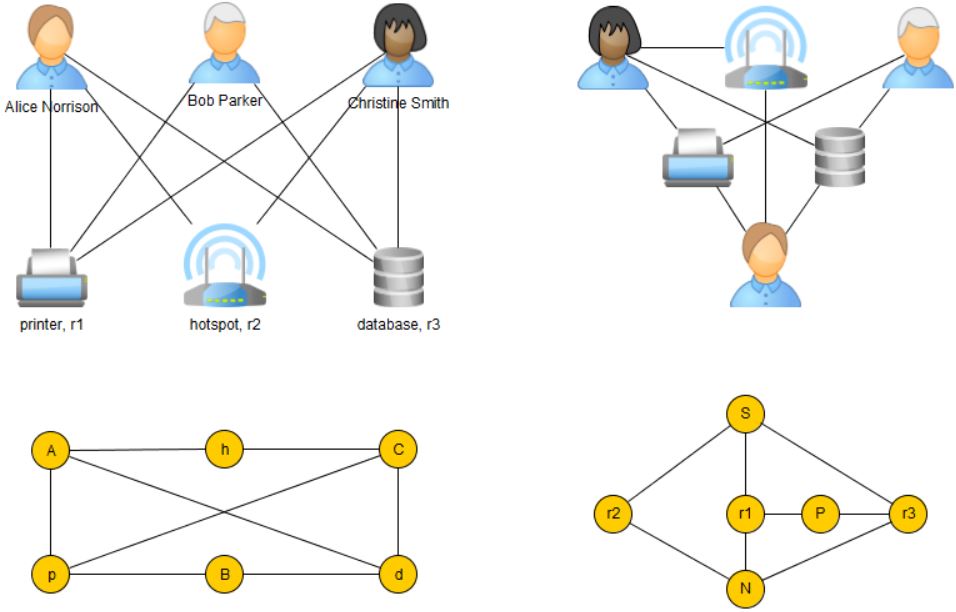 Alice Norrison
Bob Parker
Christine Smith
printer, r1
hotspot, r2
database, r3
A
h
C
p
B
d
S
r2
r1
P
r3
N